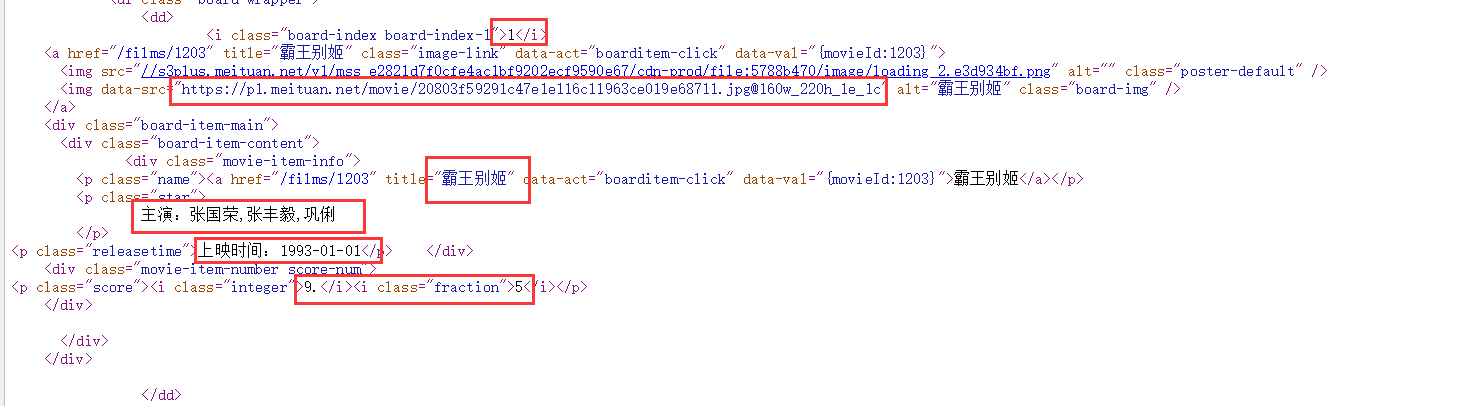 <div class="board-wrapper">
<dd>
<i class="board-index board-index-1">1</i>
<a href="/films/1203" title="霸王别姬" class="image-link" data-act="boarditem-click" data-val="{movieId:1203}">
<img src="//s3plus.meituan.net/v1/mss_e2821d7f0cfe4ac1bf9202ecf9590e67/cdn-prod/file:5788b470/image/loading_2.e3d934bf.png" alt="" class="poster-default" />
<img data-src="https://p1.meituan.net/movie/20803f59291c47e1e116c11963ce019e68711.jpg@160w_220h_1e_1c" alt="霸王别姬" class="board-img" />
</a>
<div class="board-item-main">
<div class="board-item-content">
<div class="movie-item-info">
<p class="name"><a href="/films/1203" title="霸王别姬" data-act="boarditem-click" data-val="{movieId:1203}">霸王别姬</a></p>
<p class="star">
主演：张国荣,张丰毅,巩俐
</p>
<p class="releasetime">上映时间：1993-01-01</p> </div>
<div class="movie-item-number score-num">
<p class="score"><i class="integer">9.</i><i class="fraction">5</i></p>
</div>
</div>
</div>
</dd>